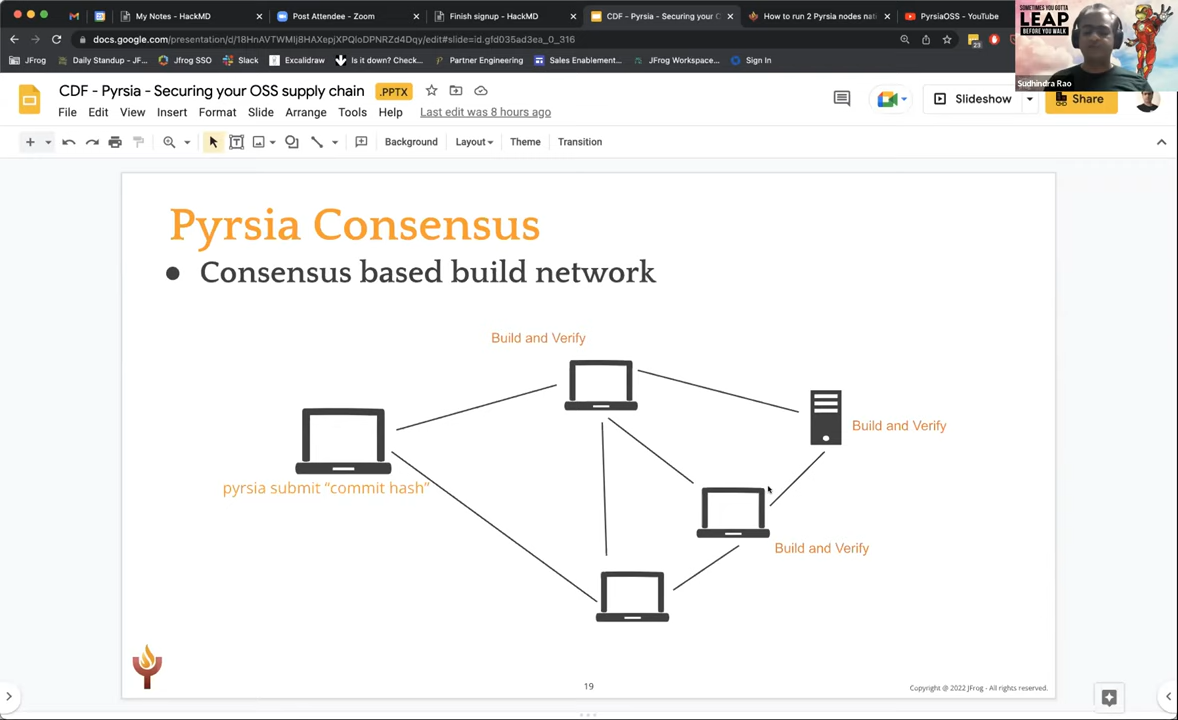 My Notes - HackMD
Post Attendee - Zoom
Finish signup - HackMD
CDF - Pyrsia - Securing your C
How to run 2 Pyrsia nodes nat
PyrsiaOSS - YouTube
docs.google.com/presentation/d/18HnAVTWMIj8HAXepjXPQloDPNRZd4Dqy/edit#slide=id.gfd035ad3ea_0_316
23
JFrog
Daily Standup - JF...
Jfrog SSO
Slack
Excalidraw
Is it down? Check...
Partner Engineering
Sales Enablement...
JFrog Workspace...
Sign In
SOMETIMES YOU GOTTA
LEAP
BEFORE YOU WALK
Sudhindra Rao
CDF - Pyrsia - Securing your OSS supply chain
.PPTX
File
Edit
View
Insert
Format
Slide
Arrange
Tools
Help
Last edit was 8 hours ago
Slideshow
Share
Background
Layout
Theme
Transition
Pyrsia Consensus
● Consensus based build network
Build and Verify
Build and Verify
pyrsia submit “commit hash”
Build and Verify
19
Copyright @ 2022 JFrog - All rights reserved.